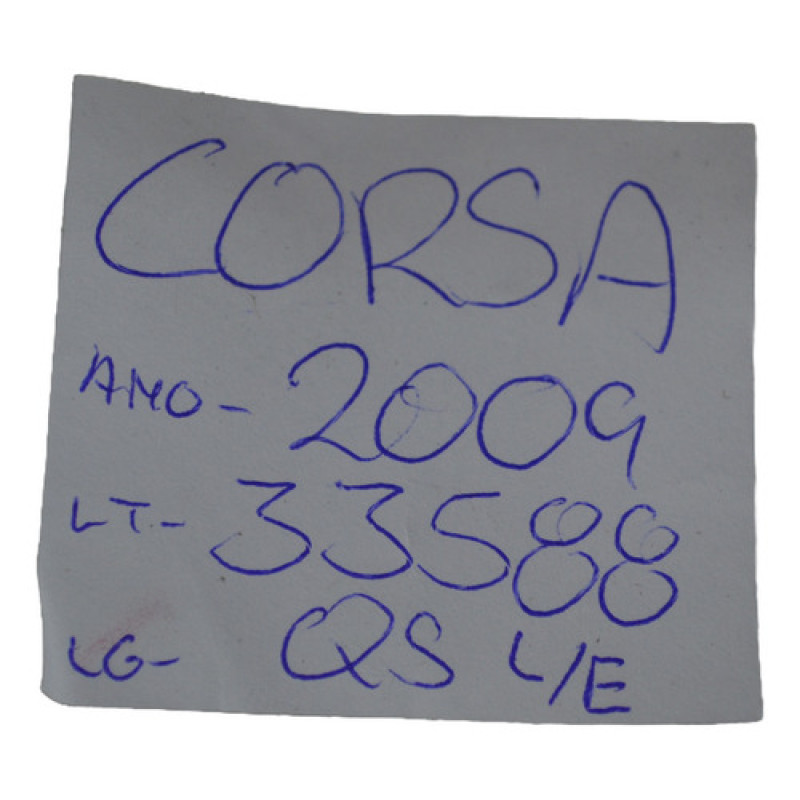 CORSA
ANO- 2009
LT- 33588
LG- QS L/E